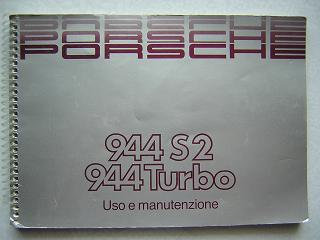 PORSCHE
PORSCHE
PORSCHE
944 S2
944 Turbo
Uso e manutenzione